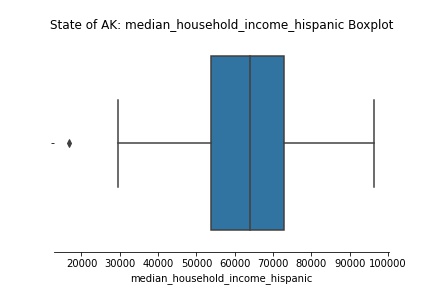 State of AK: median_household_income_hispanic Boxplot
20000 30000 40000 50000 60000 70000 80000 90000 100000
median_household_income_hispanic